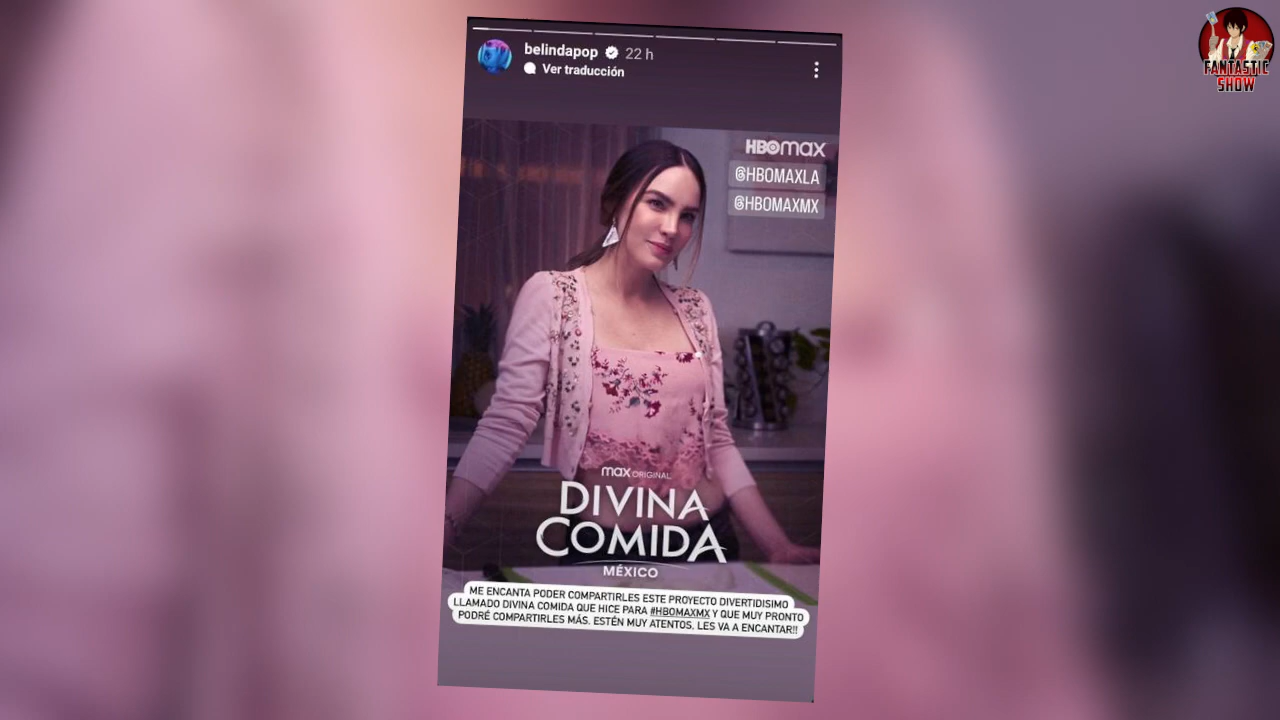 FANTASTIC
SHOW
belindapop 22 h
Ver traducción
HBOmax
@HBOMAXLA
@HBOMAXMX
max ORIGINAL
DIVINA
COMIDA
MÉXICO
ME ENCANTA PODER COMPARTIRLES ESTE PROYECTO DIVERTIDISIMO
LLAMADO DIVINA COMIDA QUE HICE PARA #HBOMAXMX Y QUE MUY PRONTO
PODRÉ COMPARTIRLES MÁS. ESTÉN MUY ATENTOS. LES VA A ENCANTAR!!